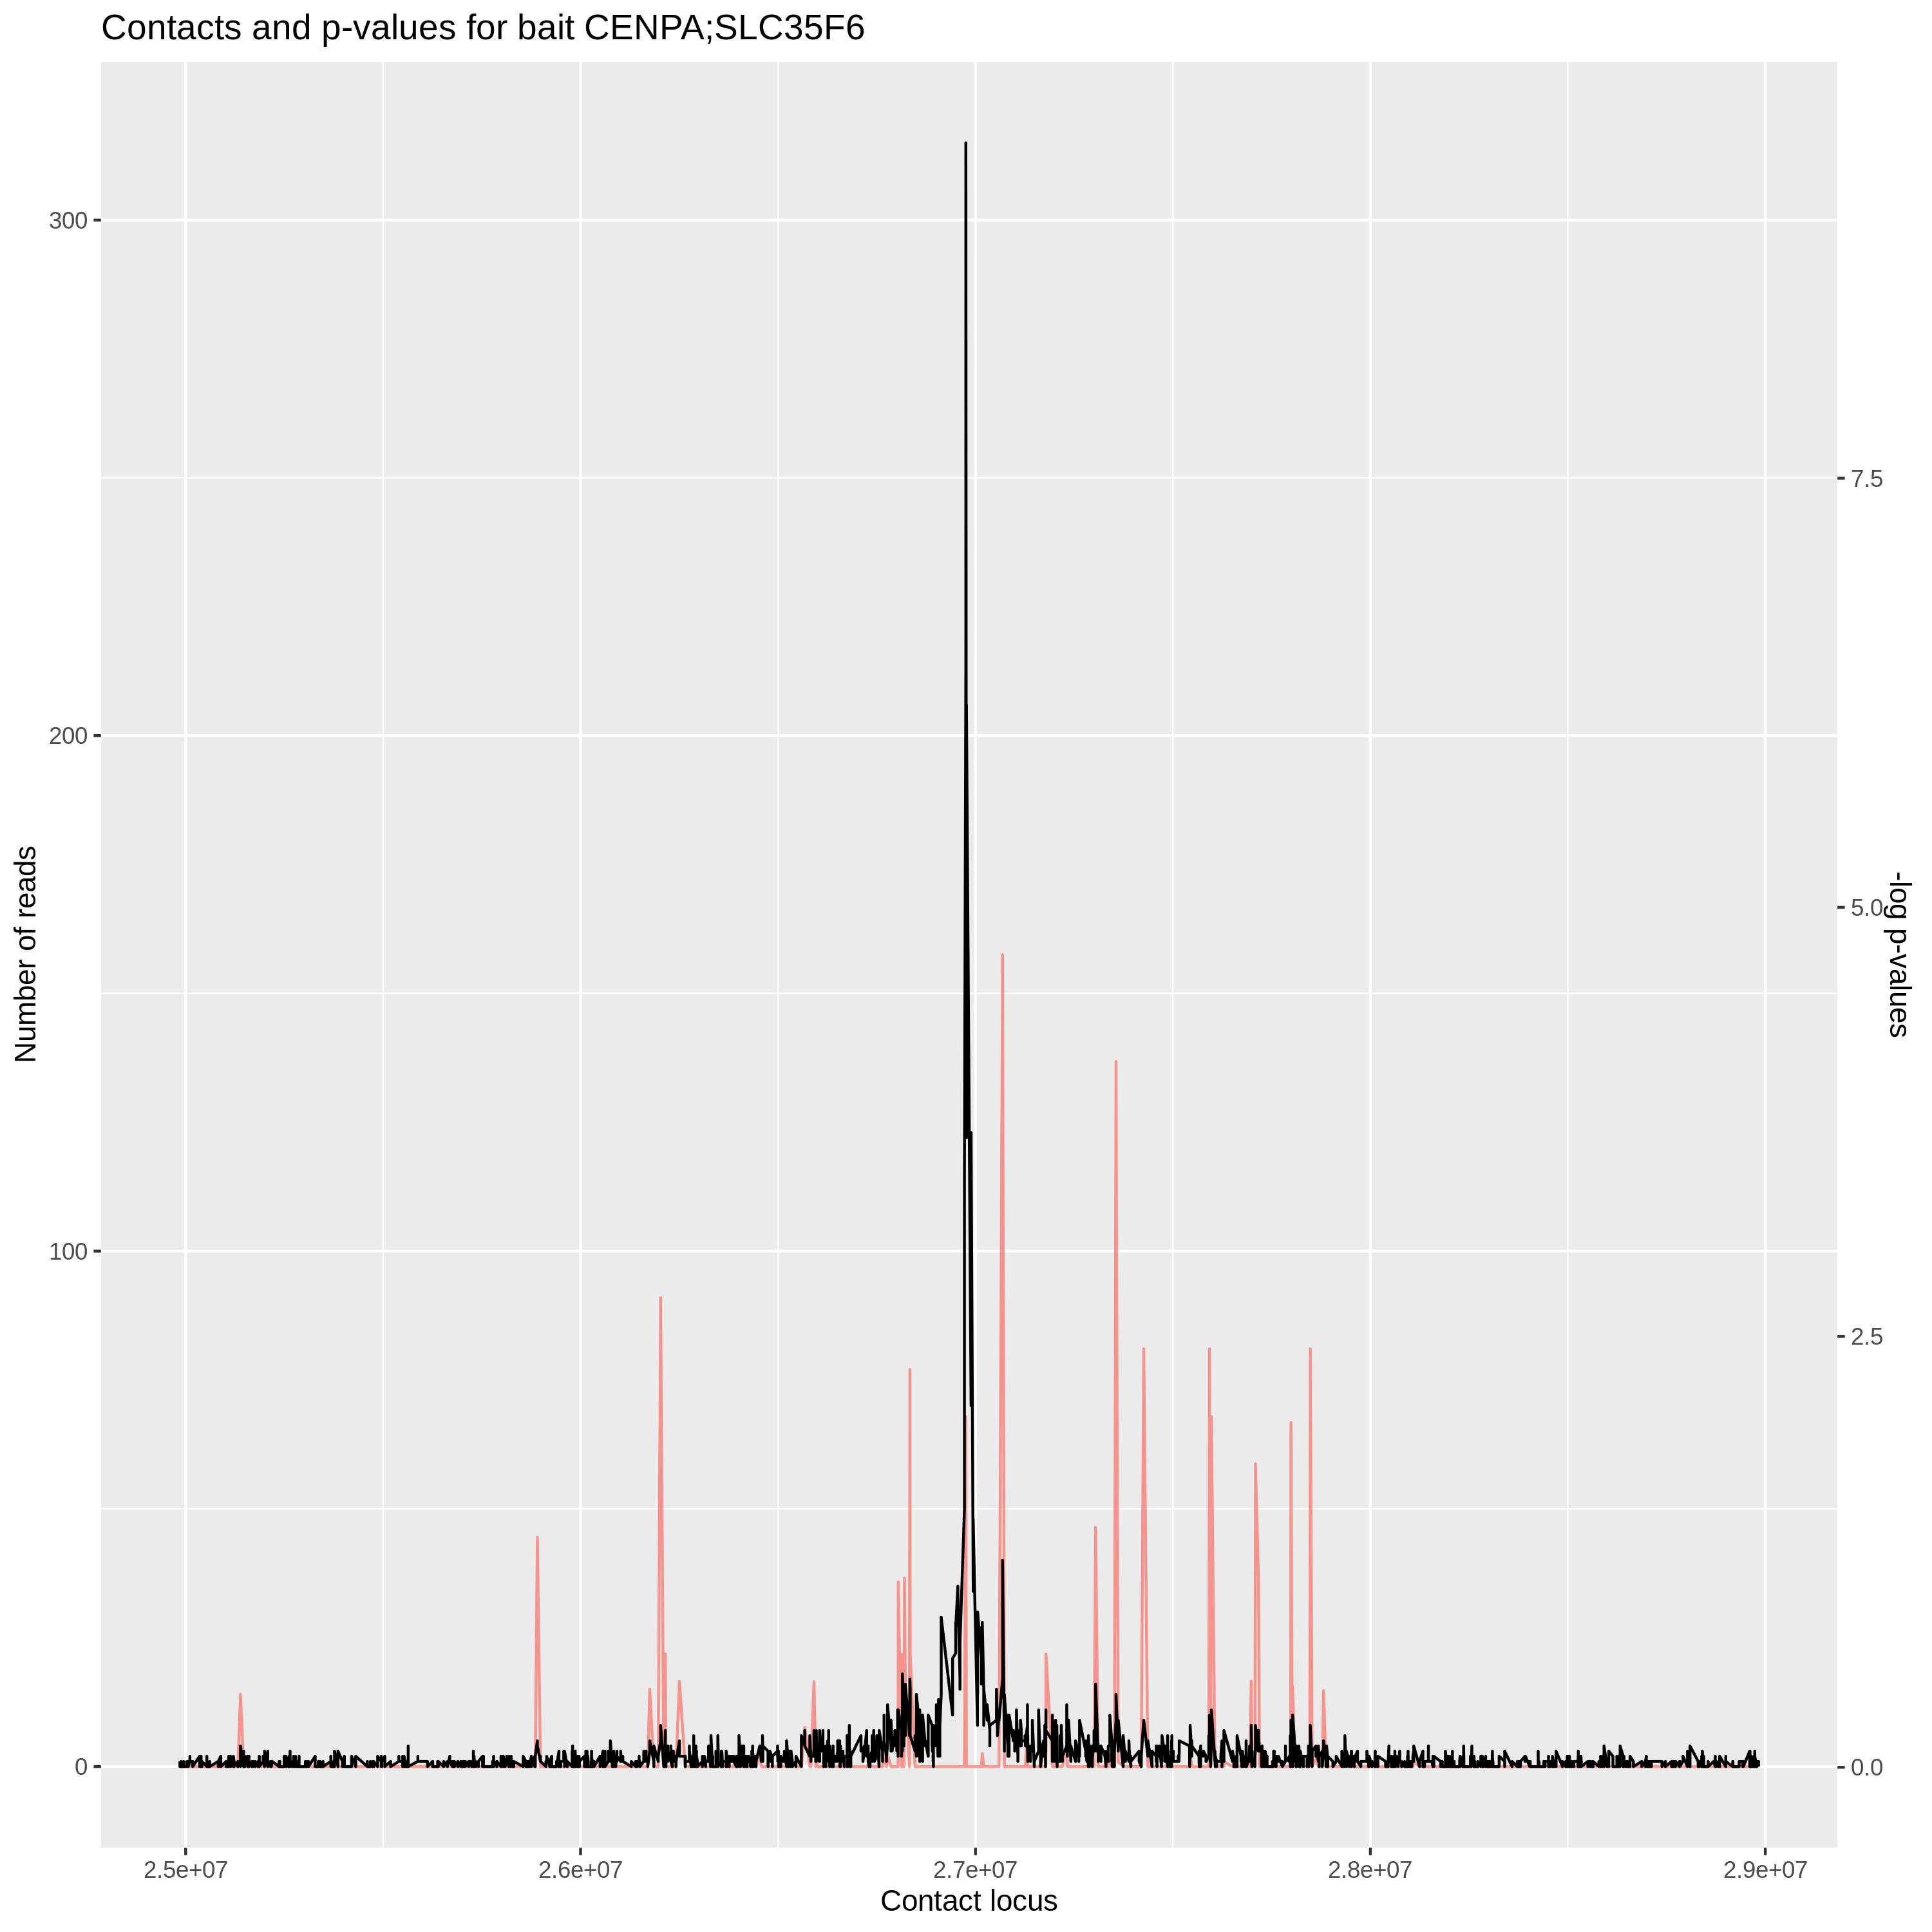 Contacts and p-values for bait CENPA;SLC35F6
300
200
100
0
Number of reads
7.5
5.0
2.5
0.0
-log p-values
2.5e+07
2.6e+07
2.7e+07
2.8e+07
2.9e+07
Contact locus